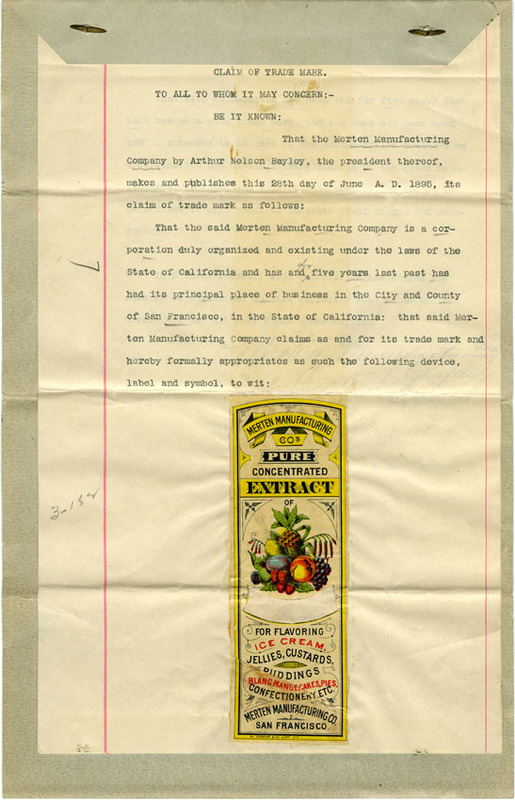 CLAIM OF TRADE MARK.
TO ALL TO WHOM IT MAY CONCERN:-
BE IT KNOWN:
That the Merten Manufacturing
Company by Arthur Nelson Bayley, the president thereof,
makes and publishes this 28th day of June A. D. 1895, its
claim of trade mark as follows:
That the said Merten Manufacturing Company is a cor-
poration duly organized and existing under the laws of the
State of California and has and for five years last past has
had its principal place of business in the City and County
of San Francisco, in the State of California: that said Mer-
ten Manufacturing Company claims as and for its trade mark and
hereby formally appropriates as such the following device,
label and symbol, to wit:
MERTEN MANUFACTURING
CO'S
PURE
CONCENTRATED
EXTRACT
OF
3-182
FOR FLAVORING
ICE CREAM,
JELLIES, CUSTARDS,
PUDDINGS
BLANC MANGE, CAKES, PIES,
CONFECTIONERY, ETC.
MERTEN MANUFACTURING CO.
SAN FRANCISCO.